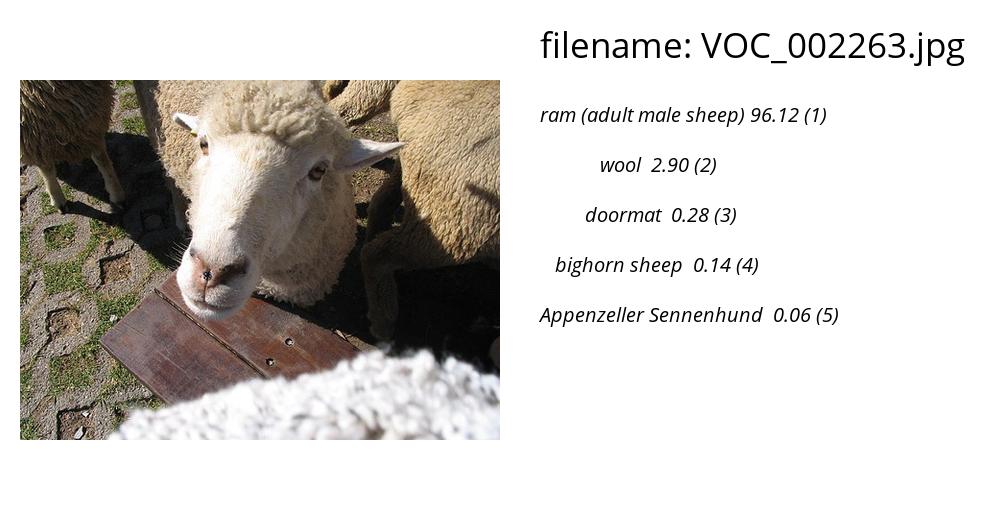 filename: VOC_002263.jpg
ram (adult male sheep) 96.12 (1)
wool 2.90 (2)
doormat 0.28 (3)
bighorn sheep 0.14 (4)
Appenzeller Sennenhund 0.06 (5)